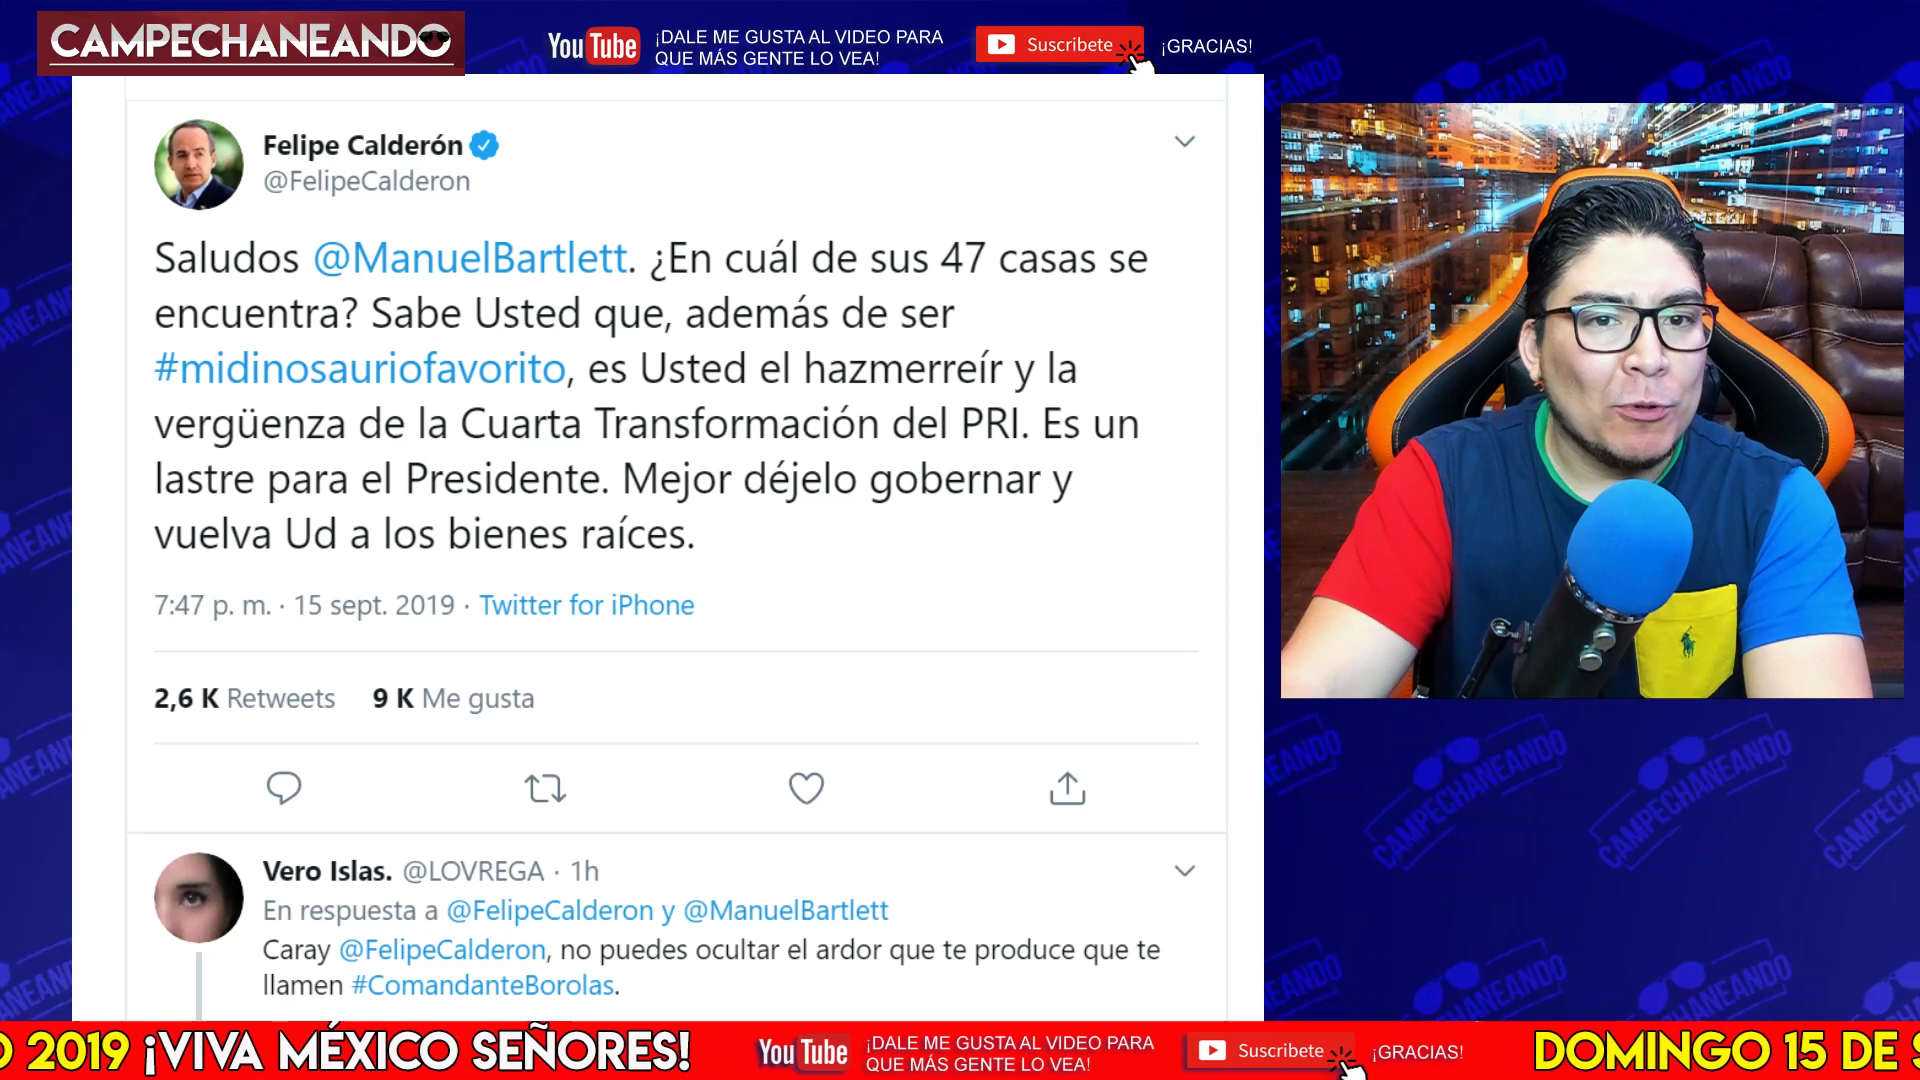 CAMPECHANEANDO
YouTube
¡DALE ME GUSTA AL VIDEO PARA
QUE MÁS GENTE LO VEA!
Suscribete
¡GRACIAS!
Felipe Calderón
@FelipeCalderon
Saludos @ManuelBartlett. ¿En cuál de sus 47 casas se
encuentra? Sabe Usted que, además de ser
#midinosauriofavorito, es Usted el hazmerreír y la
vergüenza de la Cuarta Transformación del PRI. Es un
lastre para el Presidente. Mejor déjelo gobernar y
vuelva Ud a los bienes raíces.
7:47 p. m. · 15 sept. 2019 · Twitter for iPhone
2,6 K Retweets 9 K Me gusta
Vero Islas. @LOVREGA · 1h
En respuesta a @FelipeCalderon y @ManuelBartlett
Caray @FelipeCalderon, no puedes ocultar el ardor que te produce que te
llamen #ComandanteBorolas.
O 2019 ¡VIVA MÉXICO SEÑORES!
YouTube
¡DALE ME GUSTA AL VIDEO PARA
QUE MÁS GENTE LO VEA!
Suscribete
¡GRACIAS!
DOMINGO 15 DE S
CAMPECHANEANDO
CAMPECHANEANDO